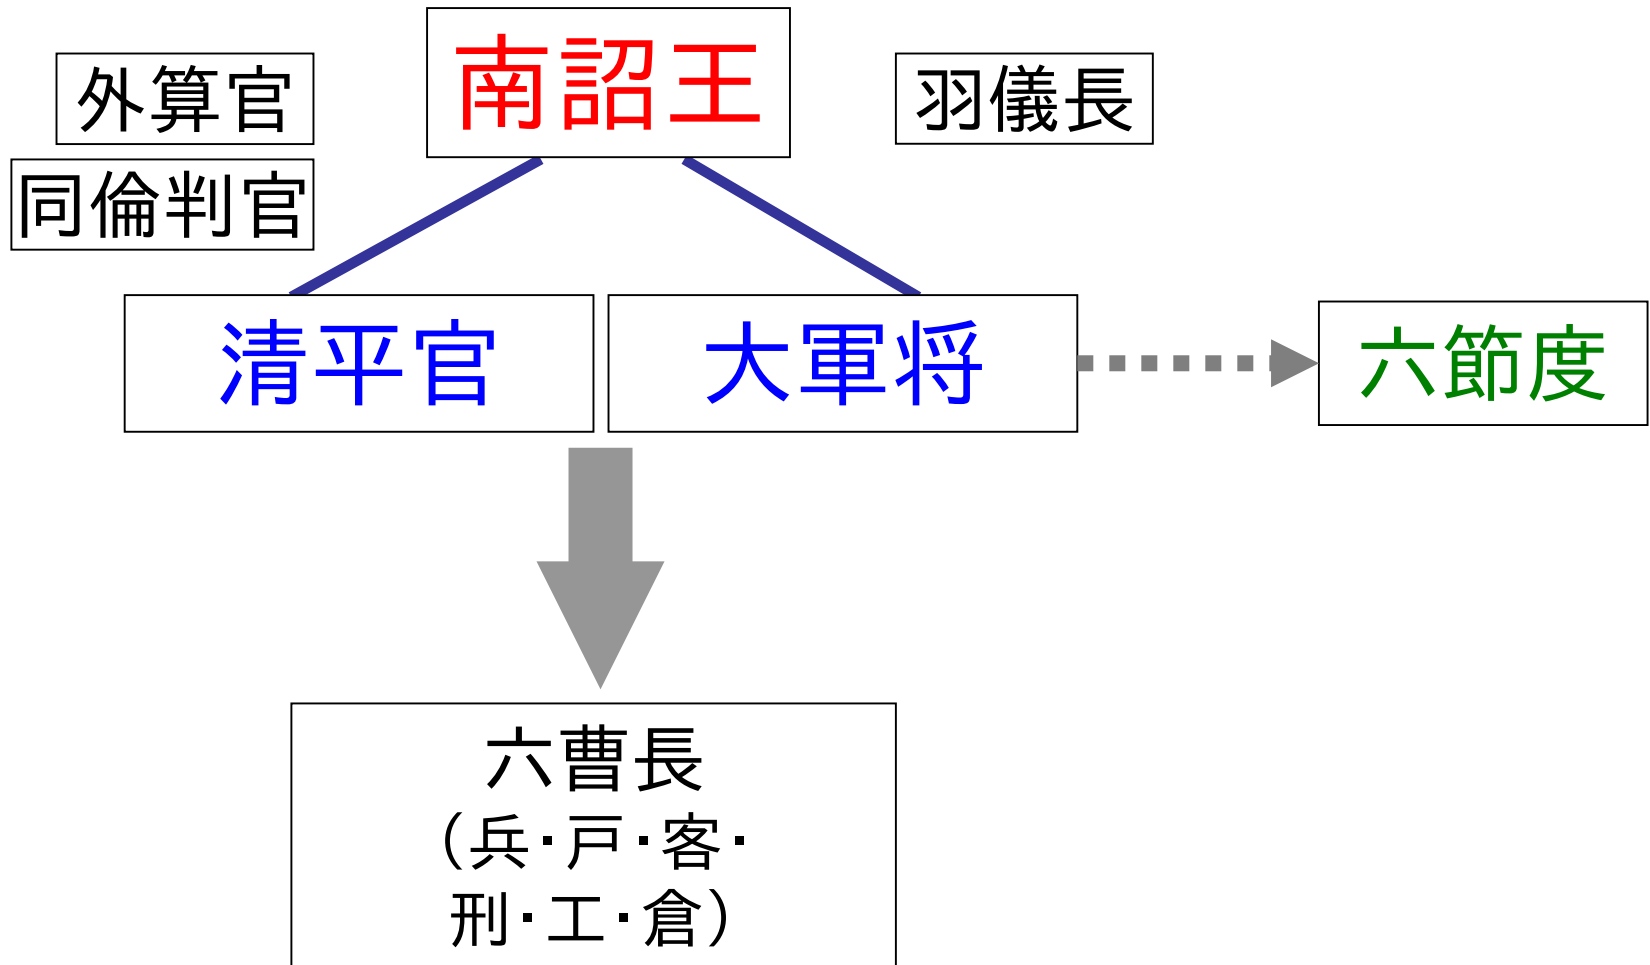 南詔王
外算官
羽儀長
同倫判官
清平官
大軍将
六節度
六曹長
（兵・戸・客・
刑・工・倉）